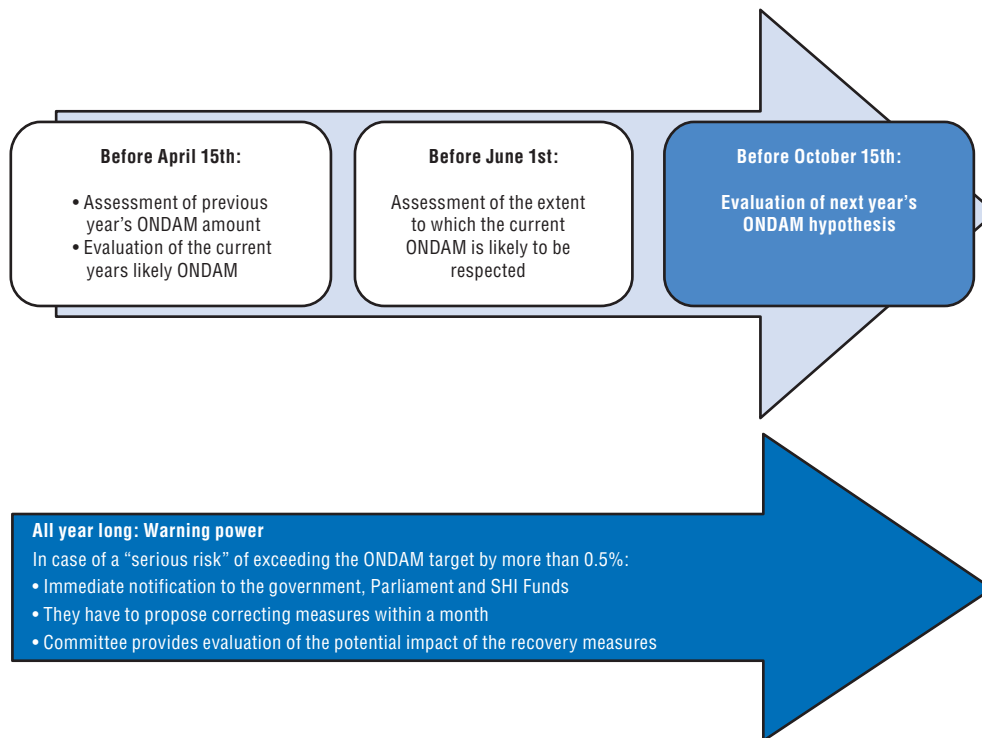 Before April 15th:
• Assessment of previous
year's ONDAM amount
• Evaluation of the current
years likely ONDAM
Before June 1st:
Assessment of the extent
to which the current
ONDAM is likely to be
respected
Before October 15th:
Evaluation of next year's
ONDAM hypothesis
All year long: Warning power
In case of a “serious risk” of exceeding the ONDAM target by more than 0.5%:
• Immediate notification to the government, Parliament and SHI Funds
• They have to propose correcting measures within a month
• Committee provides evaluation of the potential impact of the recovery measures